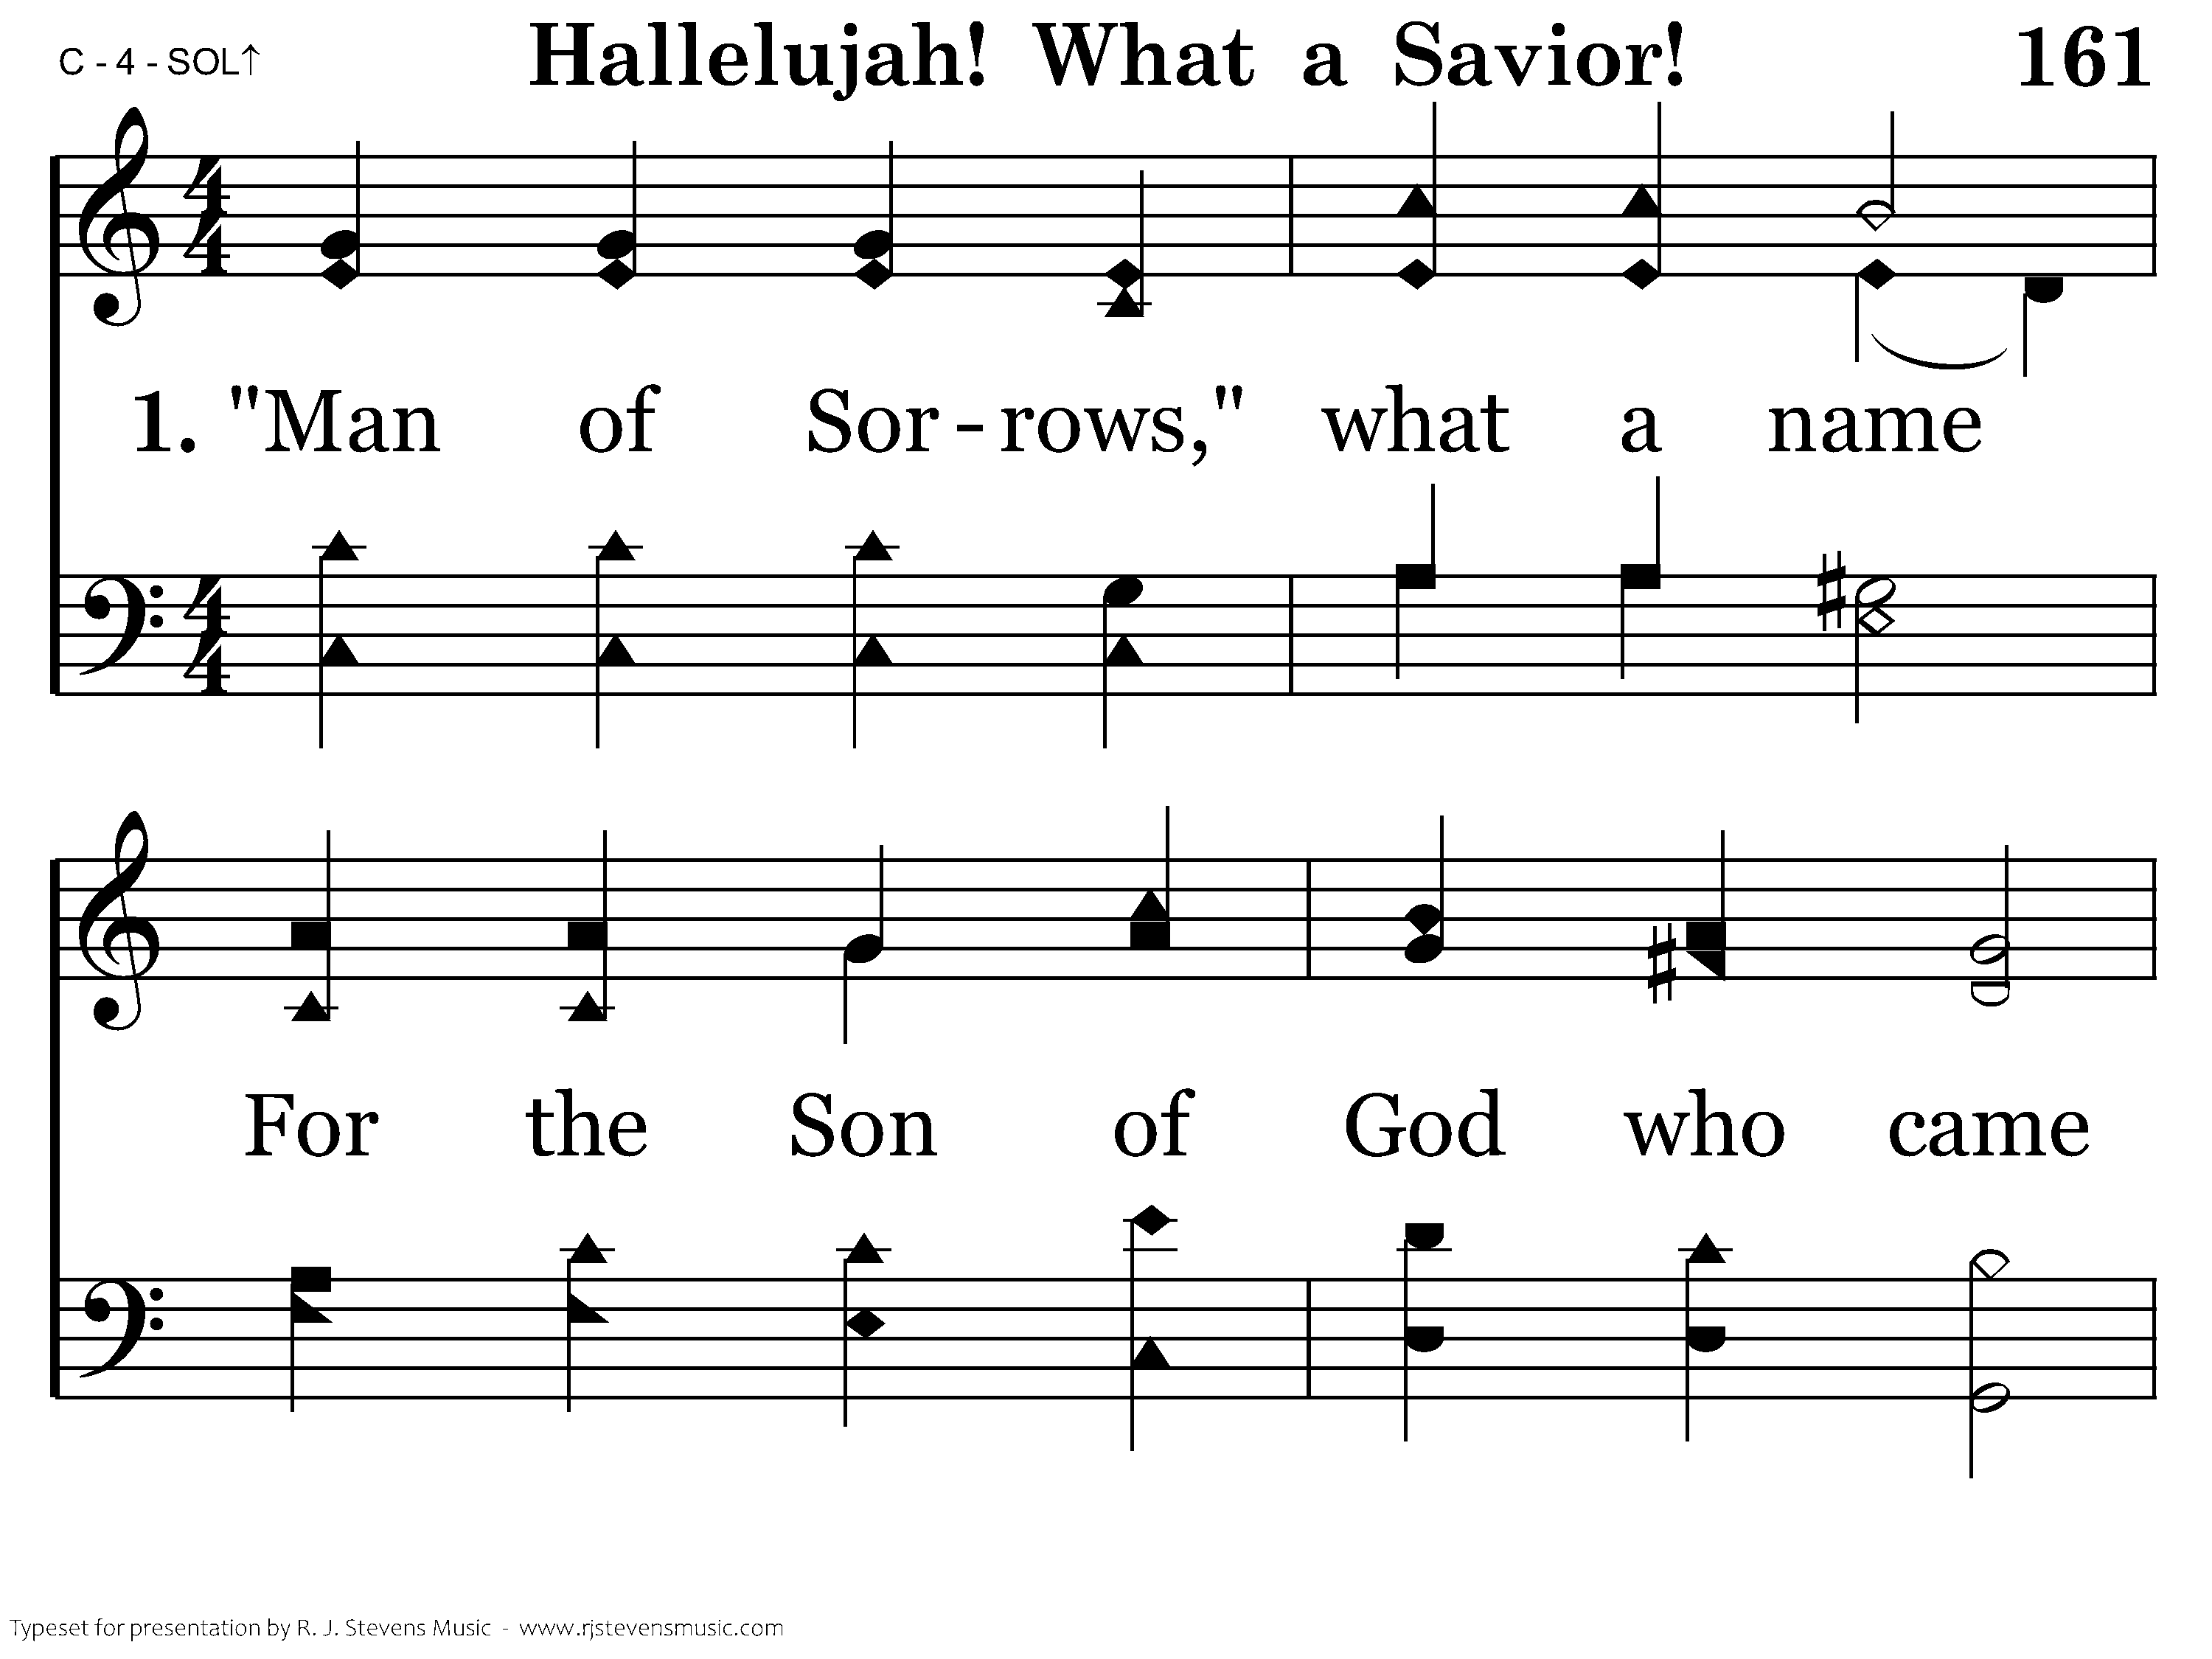 C - 4 - SOL↑ Hallelujah! What a Savior! 161
1. "Man of Sor - rows," what a name
For the Son of God who came
Typeset for presentation by R. J. Stevens Music - www.rjstevensmusic.com